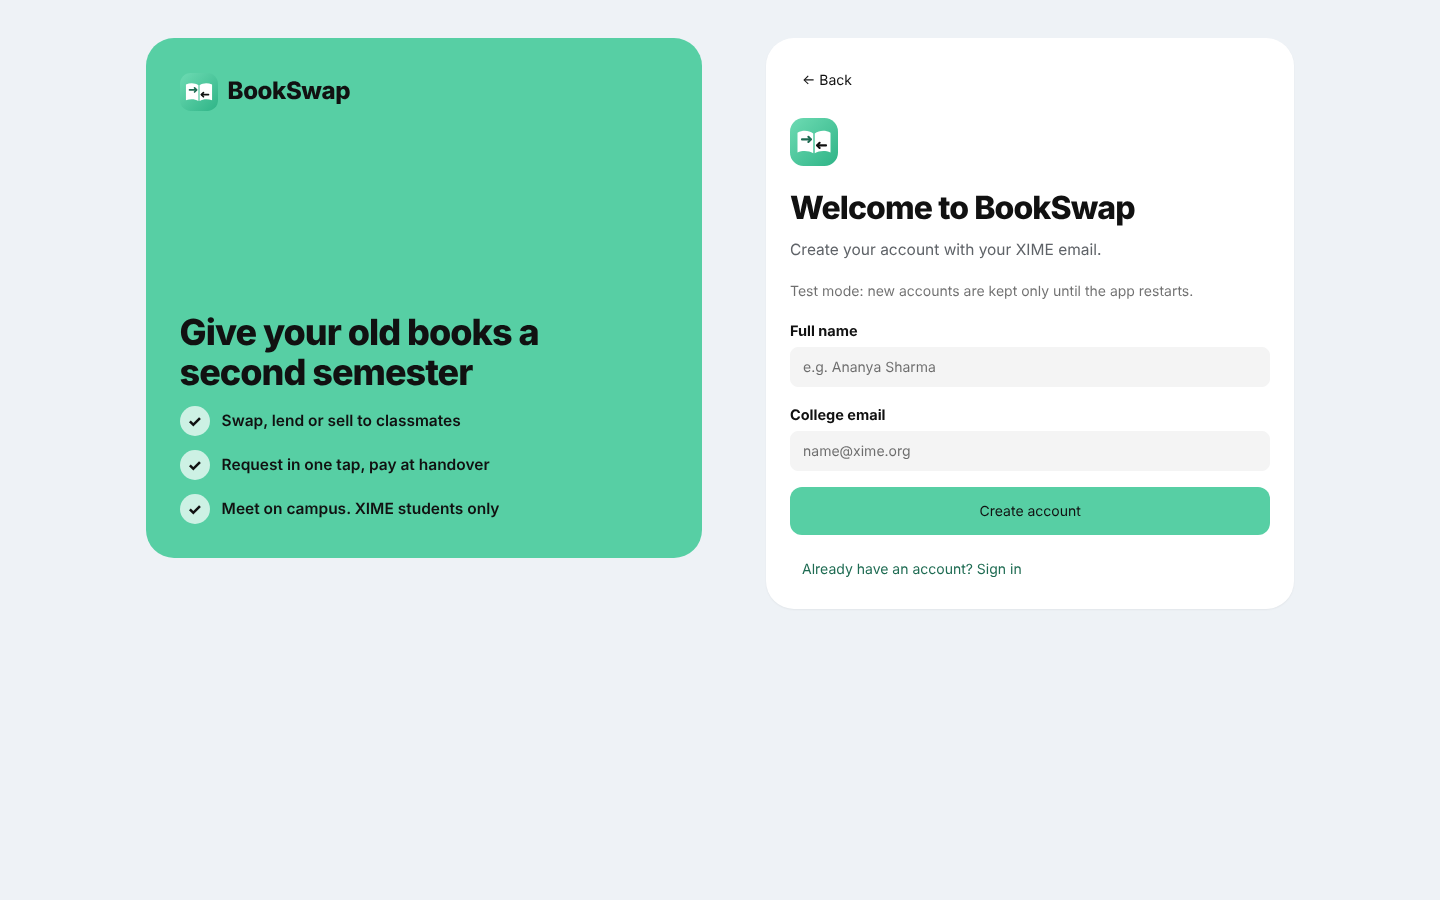 BookSwap
Give your old books a
second semester
Swap, lend or sell to classmates
Request in one tap, pay at handover
Meet on campus. XIME students only
← Back
Welcome to BookSwap
Create your account with your XIME email.
Test mode: new accounts are kept only until the app restarts.
Full name
e.g. Ananya Sharma
College email
name@xime.org
Create account
Already have an account? Sign in